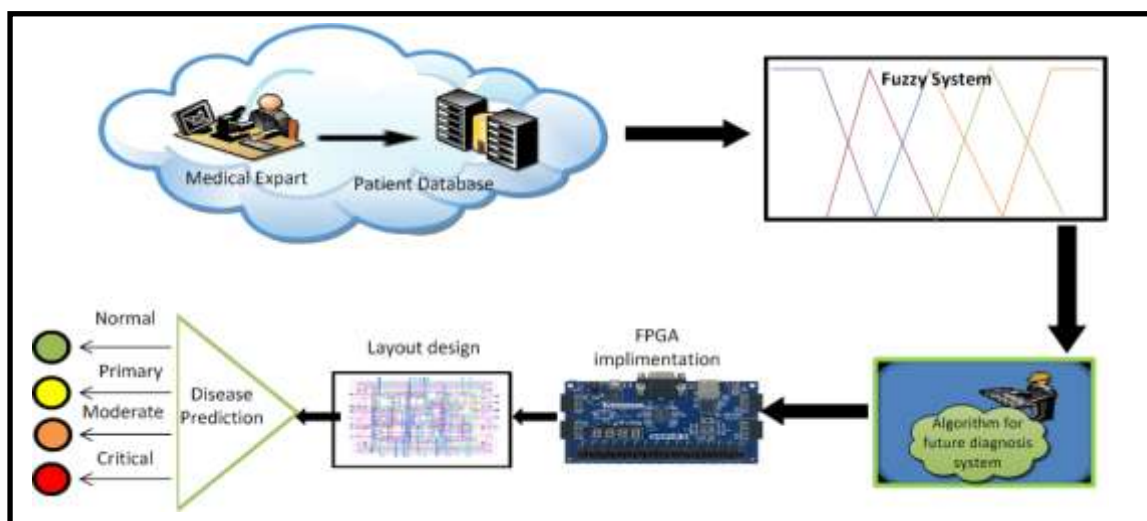 Fuzzy System
Medical Expart
Patient Database
Normal
Primary
Moderate
Critical
Disease
Prediction
Layout design
FPGA
implimentation
Algorithm for
future diagnosis
system